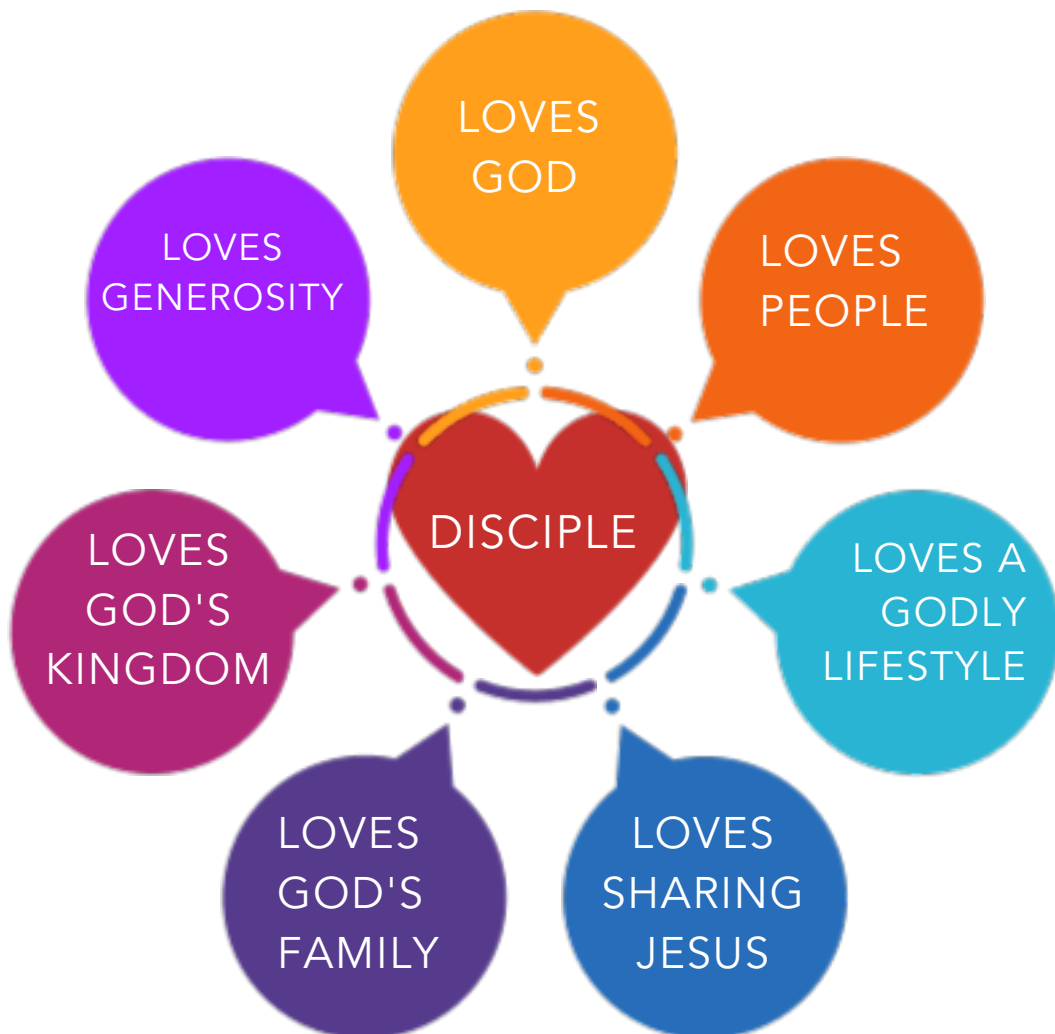 LOVES
GOD
LOVES
PEOPLE
LOVES A
GODLY
LIFESTYLE
LOVES
SHARING
JESUS
LOVES
GOD'S
FAMILY
LOVES
GOD'S
KINGDOM
LOVES
GENEROSITY
DISCIPLE